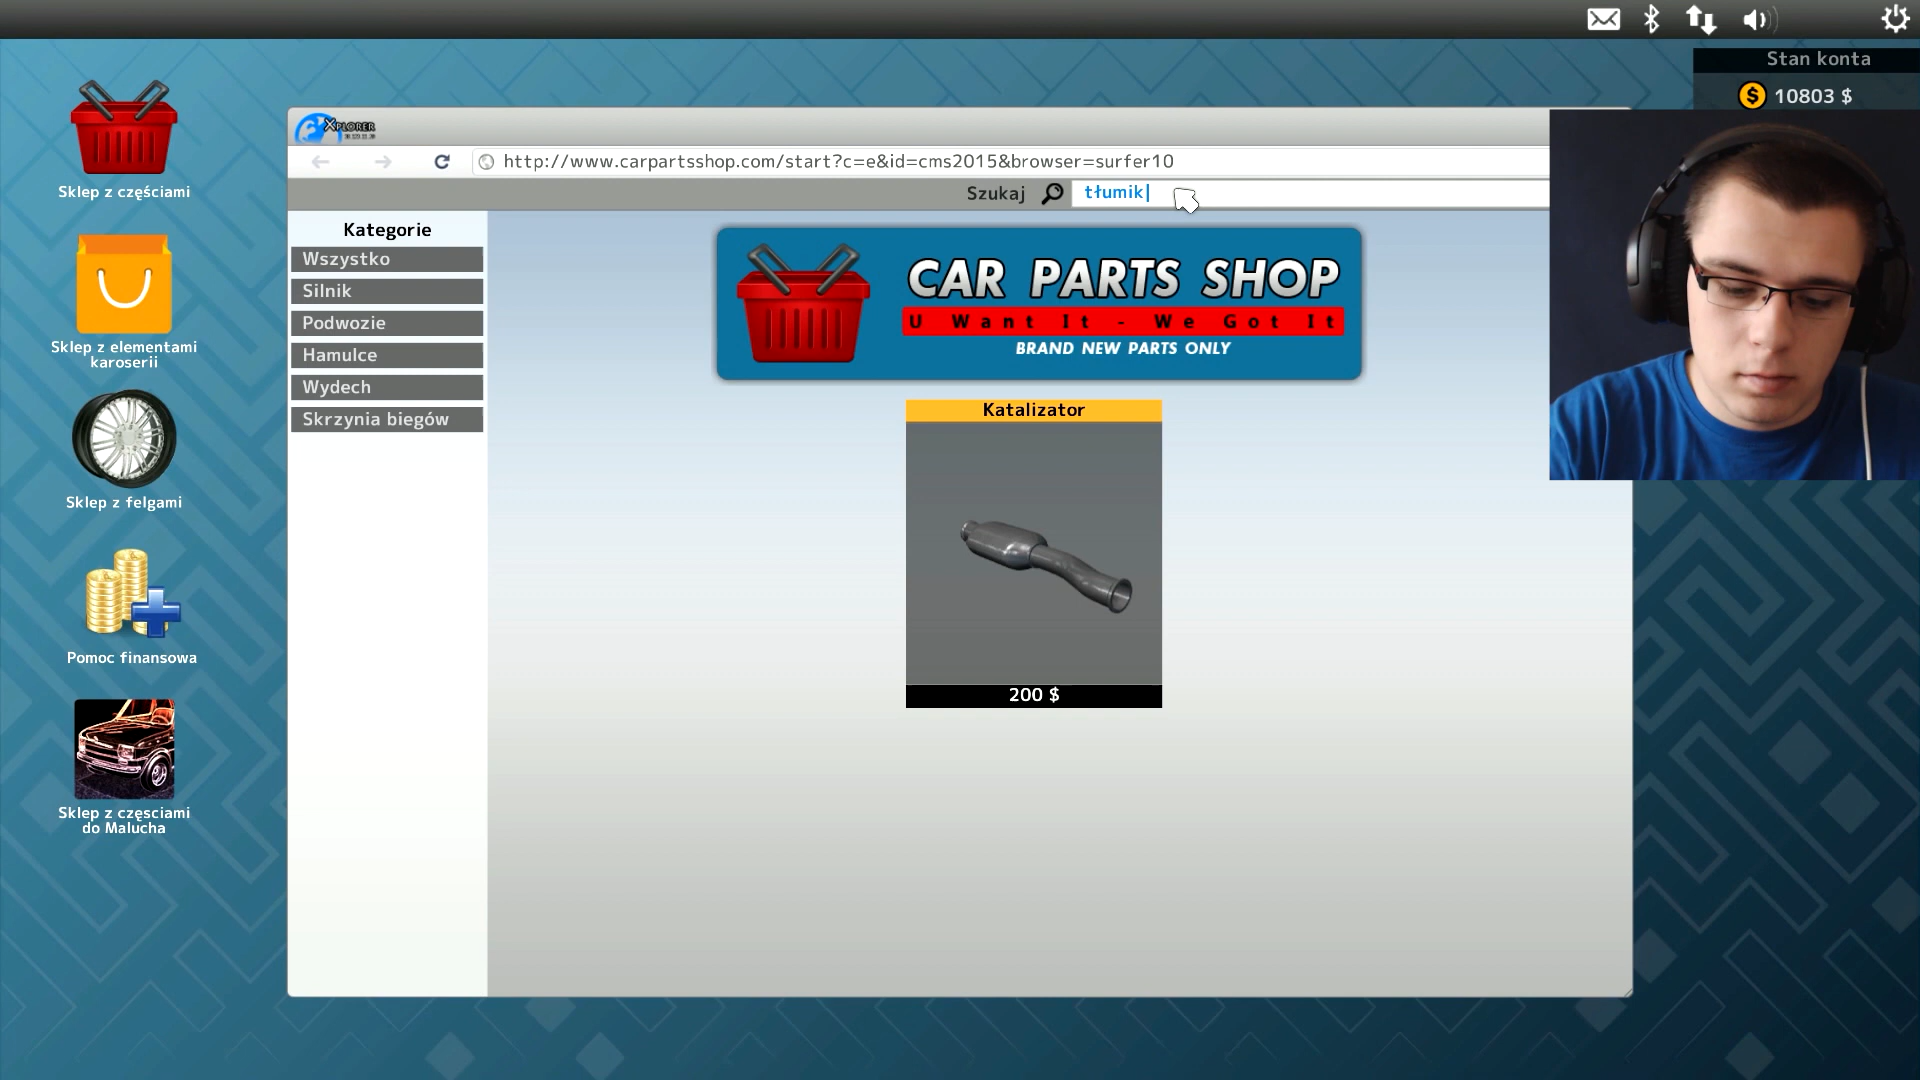 Stan konta
10803 $
Sklep z częściami
Sklep z elementami
karoserii
Sklep z felgami
Pomoc finansowa
Sklep z częsciami
do Malucha
XPLORER
http://www.carpartsshop.com/start?c=e&id=cms2015&browser=surfer10
Szukaj
tłumik
Kategorie
Wszystko
Silnik
Podwozie
Hamulce
Wydech
Skrzynia biegów
CAR PARTS SHOP
U Want It - We Got It
BRAND NEW PARTS ONLY
Katalizator
200 $